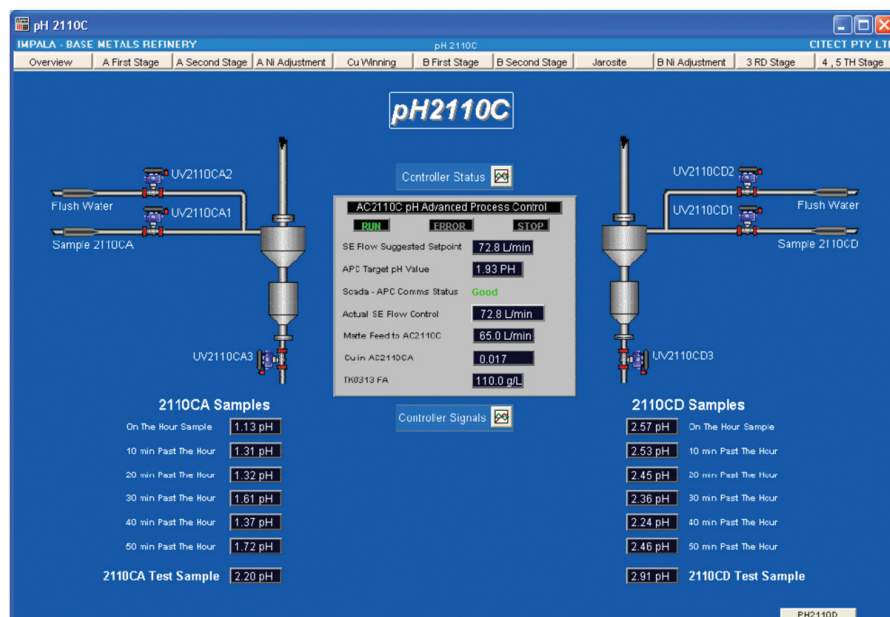 pH 2110C
IMPALA - BASE METALS REFINERY pH 2110C CITECT PTY LT
Overview A First Stage A Second Stage A Ni Adjustment Cu Winning B First Stage B Second Stage Jarosite B Ni Adjustment 3 RD Stage 4 , 5 TH Stage
pH2110C
UV2110CA2
Flush Water
UV2110CA1
Sample 2110CA
UV2110CA3
Controller Status
AC2110C pH Advanced Process Control
RUN ERROR STOP
SE Flow Suggested Setpoint 72.8 L/min
APC Target pH Value 1.93 PH
Scada - APC Comms Status Good
Actual SE Flow Control 72.8 L/min
Matte Feed to AC2110C 65.0 L/min
Cu in AC2110CA 0.017
TK0313 FA 110.0 g/L
Controller Signals
UV2110CD2
Flush Water
UV2110CD1
Sample 2110CD
UV2110CD3
2110CA Samples
On The Hour Sample 1.13 pH
10 min Past The Hour 1.31 pH
20 min Past The Hour 1.32 pH
30 min Past The Hour 1.61 pH
40 min Past The Hour 1.37 pH
50 min Past The Hour 1.72 pH
2110CA Test Sample 2.20 pH
2110CD Samples
2.57 pH On The Hour Sample
2.53 pH 10 min Past The Hour
2.45 pH 20 min Past The Hour
2.36 pH 30 min Past The Hour
2.24 pH 40 min Past The Hour
2.46 pH 50 min Past The Hour
2.91 pH 2110CD Test Sample
PH2110D